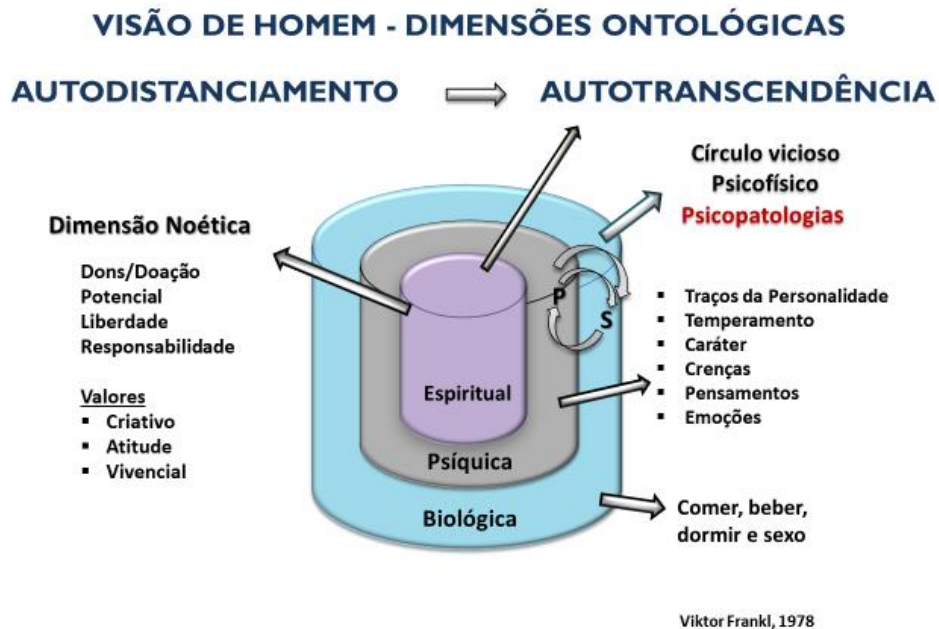 VISÃO DE HOMEM - DIMENSÕES ONTOLÓGICAS
AUTODISTANCIAMENTO
AUTOTRANSCENDÊNCIA
Círculo vicioso
Psicofísico
Psicopatologias
Dimensão Noética
Dons/Doação
Potencial
Liberdade
Responsabilidade
Valores
▪ Criativo
▪ Atitude
▪ Vivencial
P
S
Espiritual
Psíquica
Biológica
▪ Traços da Personalidade
▪ Temperamento
▪ Caráter
▪ Crenças
▪ Pensamentos
▪ Emoções
Comer, beber,
dormir e sexo
Viktor Frankl, 1978